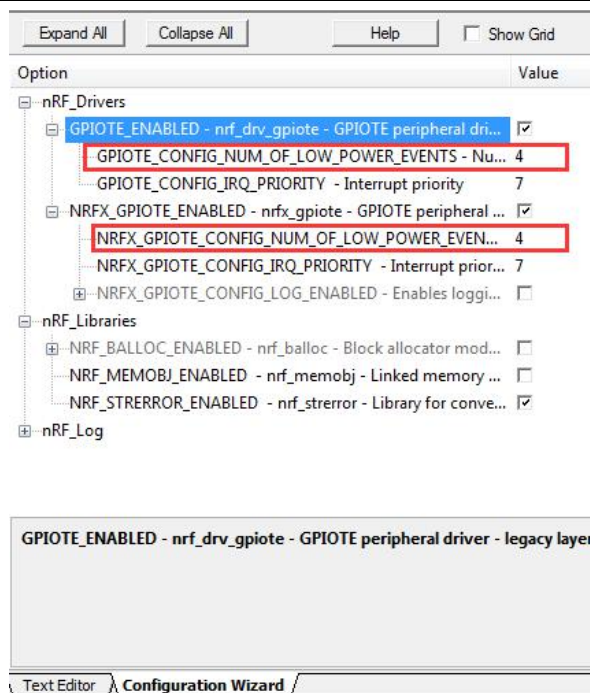 Expand All Collapse All Help Show Grid
Option Value
nRF_Drivers
GPIOTE_ENABLED - nrf_drv_gpiote - GPIOTE peripheral dri...
GPIOTE_CONFIG_NUM_OF_LOW_POWER_EVENTS - Nu... 4
GPIOTE_CONFIG_IRQ_PRIORITY - Interrupt priority 7
NRFX_GPIOTE_ENABLED - nrfx_gpiote - GPIOTE peripheral ...
NRFX_GPIOTE_CONFIG_NUM_OF_LOW_POWER_EVEN... 4
NRFX_GPIOTE_CONFIG_IRQ_PRIORITY - Interrupt prior... 7
NRFX_GPIOTE_CONFIG_LOG_ENABLED - Enables loggi...
nRF_Libraries
NRF_BALLOC_ENABLED - nrf_balloc - Block allocator mod...
NRF_MEMOBJ_ENABLED - nrf_memobj - Linked memory ...
NRF_STRERROR_ENABLED - nrf_strerror - Library for conve...
nRF_Log
GPIOTE_ENABLED - nrf_drv_gpiote - GPIOTE peripheral driver - legacy layer
Text Editor Configuration Wizard